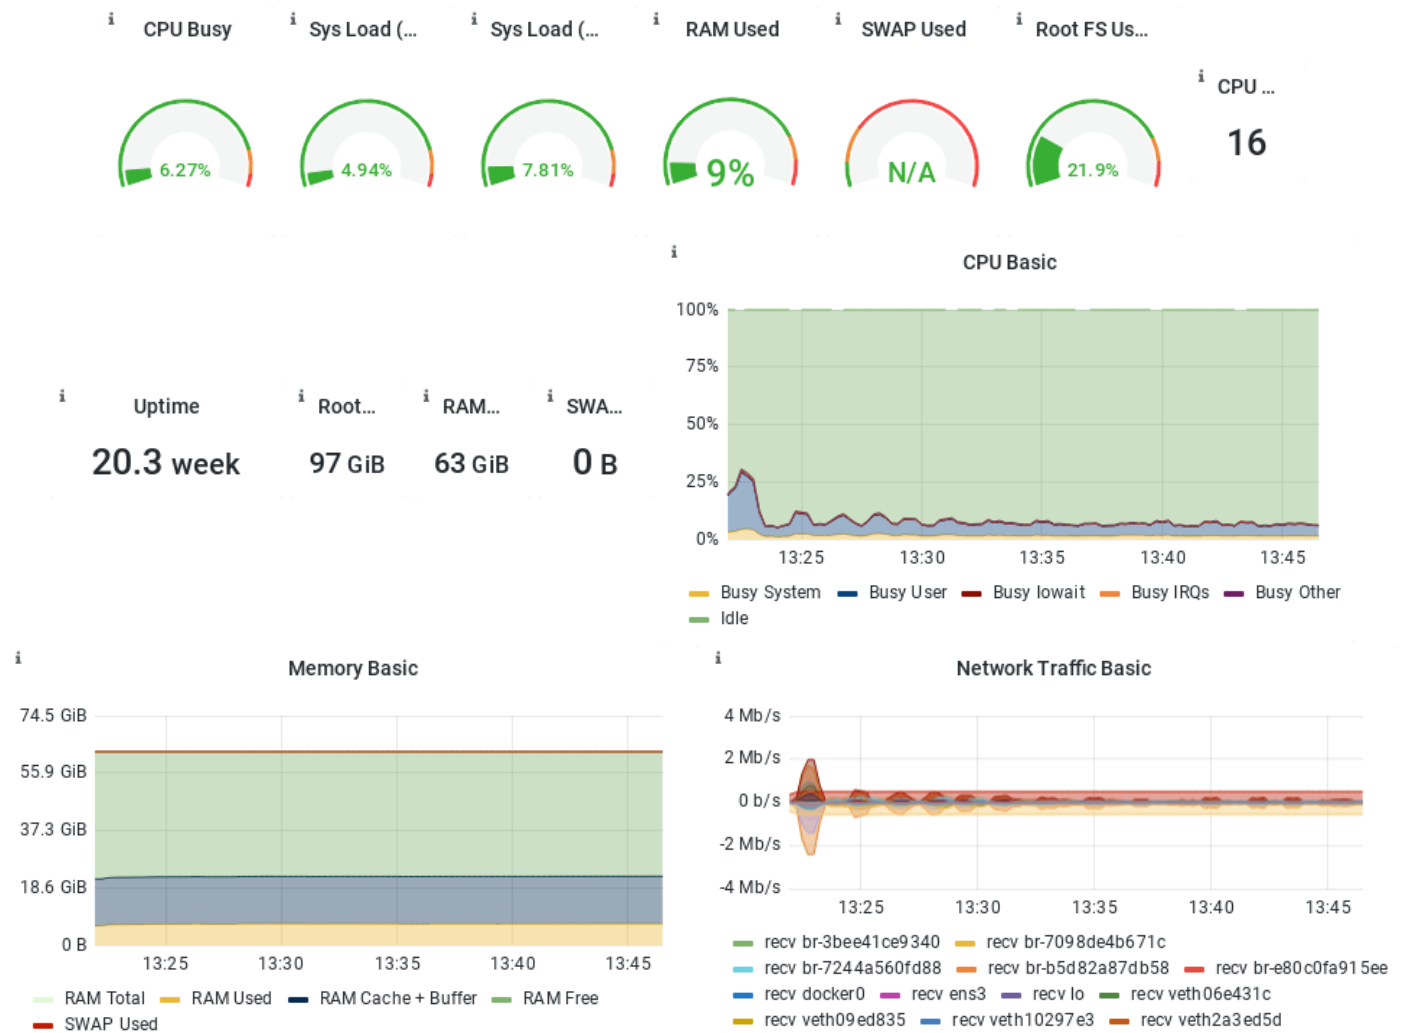 CPU Busy
Sys Load (...
Sys Load (...
RAM Used
SWAP Used
Root FS Us...
CPU ...
6.27%
4.94%
7.81%
9%
N/A
21.9%
16
Uptime
20.3 week
Root...
97 GiB
RAM...
63 GiB
SWA...
0 B
CPU Basic
100%
75%
50%
25%
0%
13:25 13:30 13:35 13:40 13:45
Busy System Busy User Busy Iowait Busy IRQs Busy Other
Idle
Memory Basic
74.5 GiB
55.9 GiB
37.3 GiB
18.6 GiB
0 B
13:25 13:30 13:35 13:40 13:45
RAM Total RAM Used RAM Cache + Buffer RAM Free
SWAP Used
Network Traffic Basic
4 Mb/s
2 Mb/s
0 b/s
-2 Mb/s
-4 Mb/s
13:25 13:30 13:35 13:40 13:45
recv br-3bee41ce9340 recv br-7098de4b671c
recv br-7244a560fd88 recv br-b5d82a87db58 recv br-e80c0fa915ee
recv docker0 recv ens3 recv lo recv veth06e431c
recv veth09ed835 recv veth10297e3 recv veth2a3ed5d